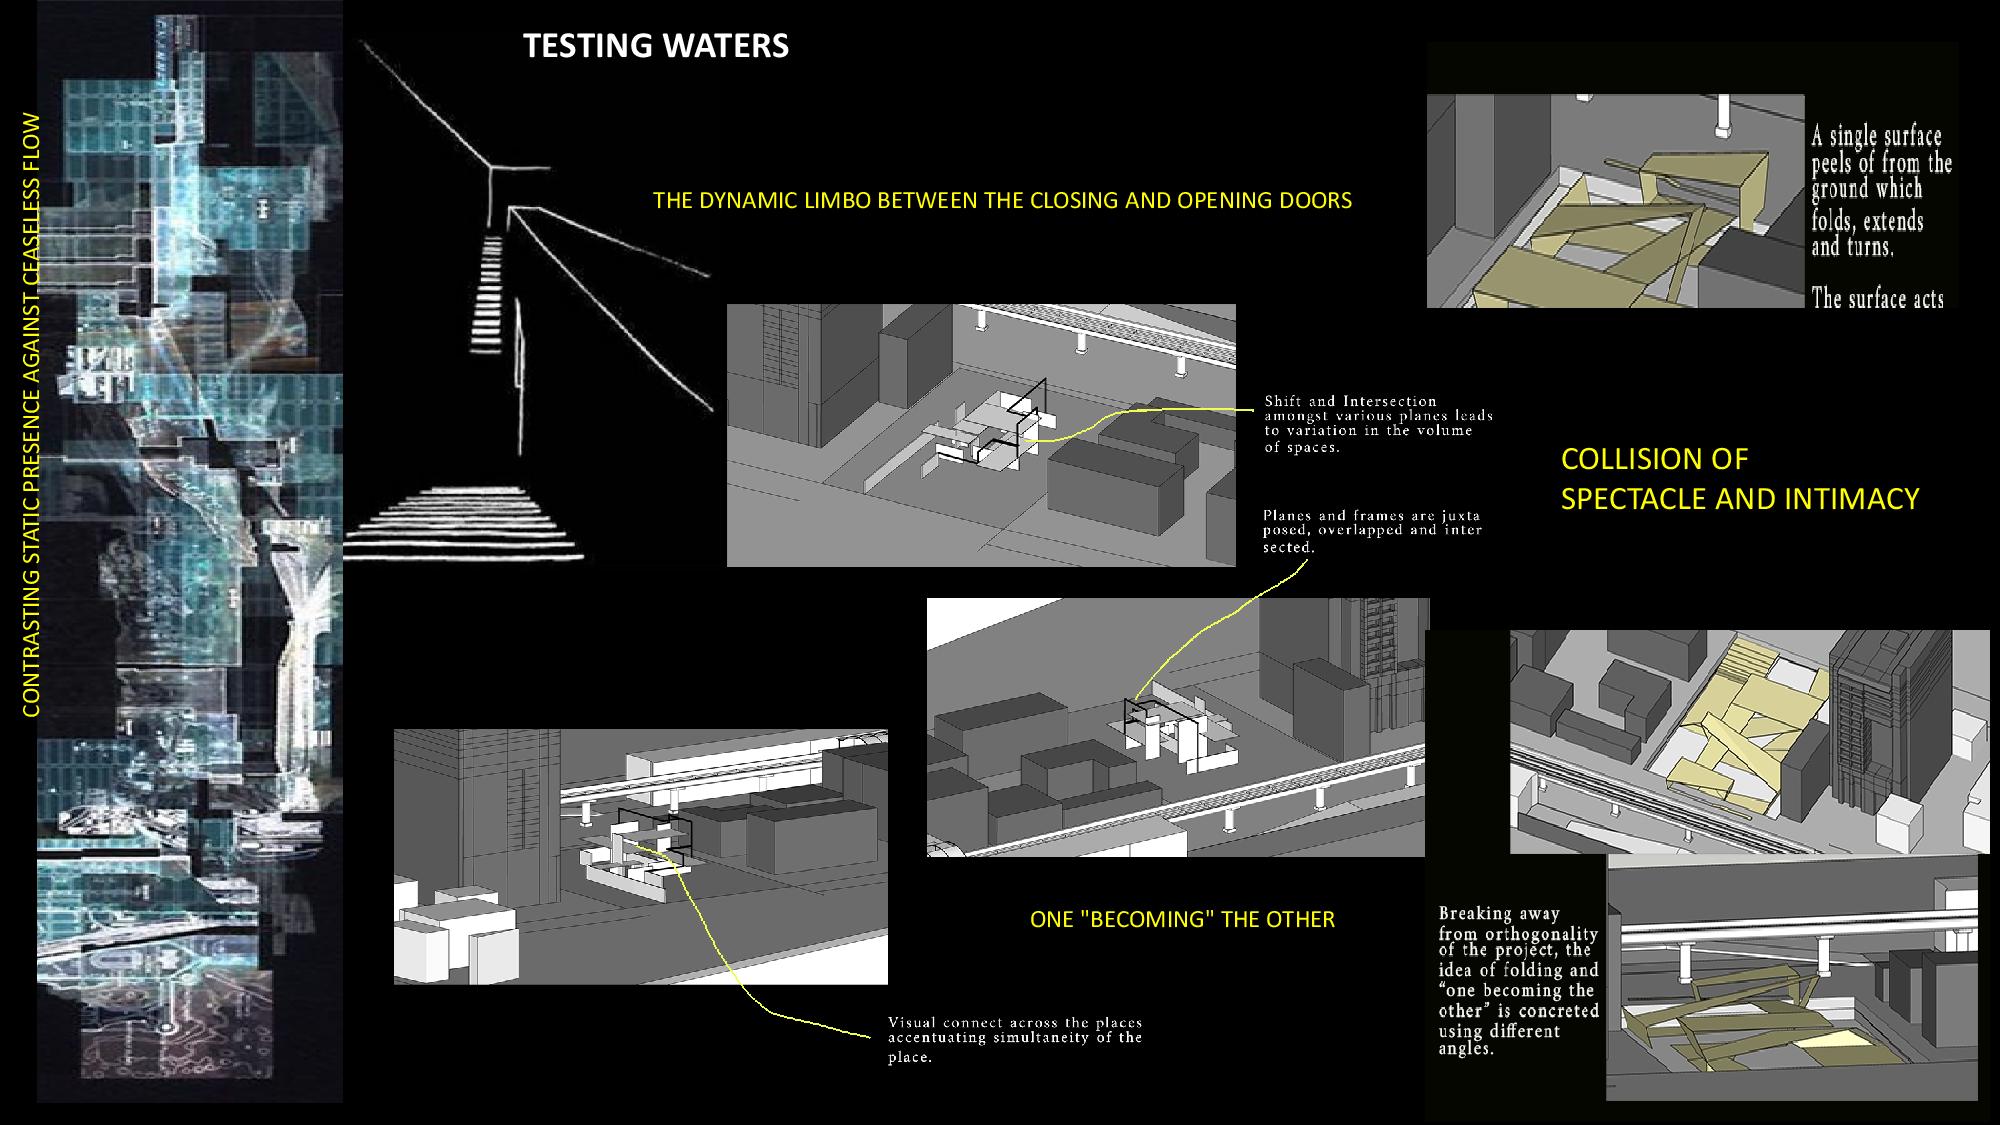 TESTING WATERS
CONTRASTING STATIC PRESENCE AGAINST CEASELESS FLOW
THE DYNAMIC LIMBO BETWEEN THE CLOSING AND OPENING DOORS
A single surface
peels of from the
ground which
folds, extends
and turns.
The surface acts
Shift and Intersection
amongst various planes leads
to variation in the volume
of spaces.
COLLISION OF
SPECTACLE AND INTIMACY
Planes and frames are juxta
posed, overlapped and inter
sected.
ONE "BECOMING" THE OTHER
Breaking away
from orthogonality
of the project, the
idea of folding and
“one becoming the
other” is concreted
using different
angles.
Visual connect across the places
accentuating simultaneity of the
place.